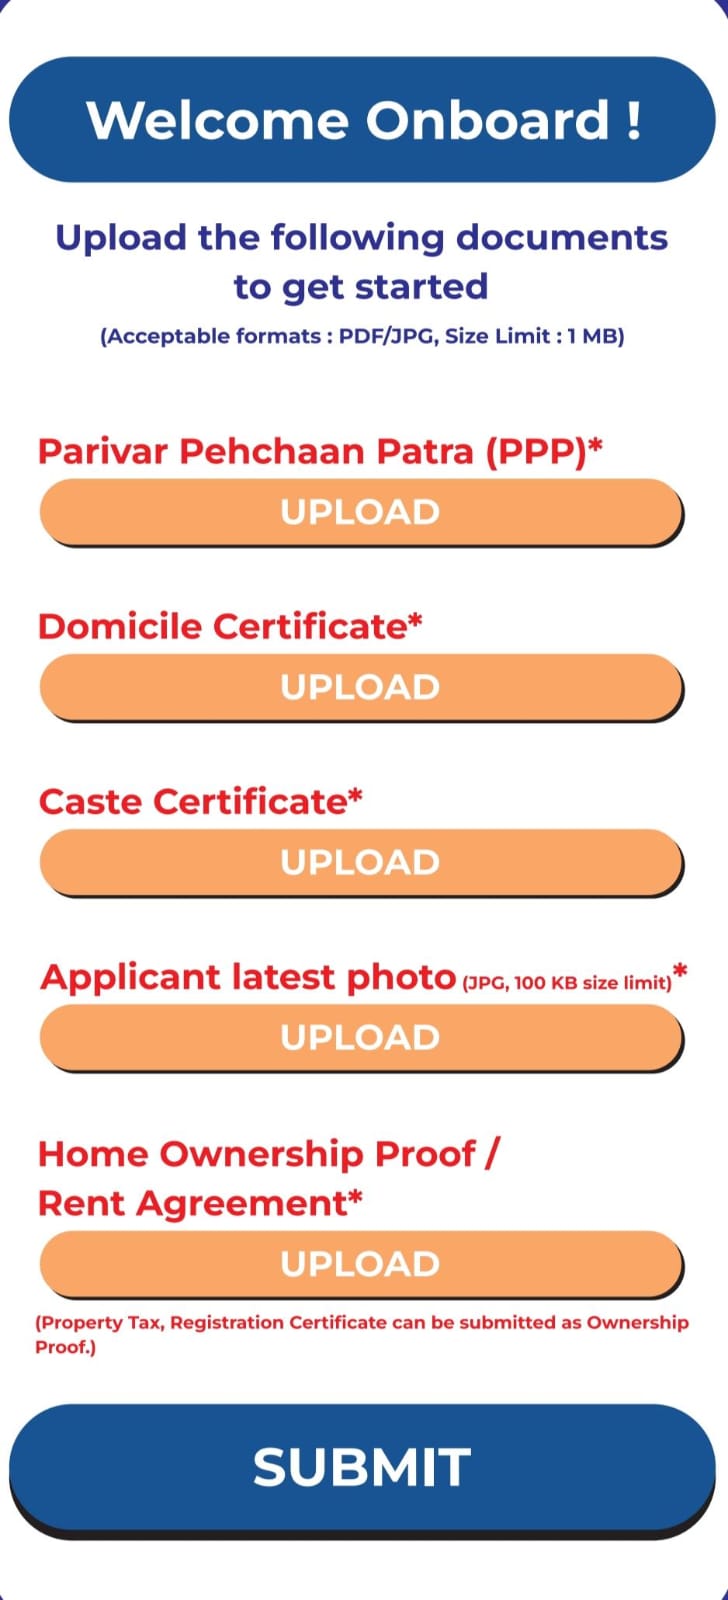 Welcome Onboard !
Upload the following documents
to get started
(Acceptable formats : PDF/JPG, Size Limit : 1 MB)
Parivar Pehchaan Patra (PPP)*
UPLOAD
Domicile Certificate*
UPLOAD
Caste Certificate*
UPLOAD
Applicant latest photo (JPG, 100 KB size limit)*
UPLOAD
Home Ownership Proof /
Rent Agreement*
UPLOAD
(Property Tax, Registration Certificate can be submitted as Ownership
Proof.)
SUBMIT